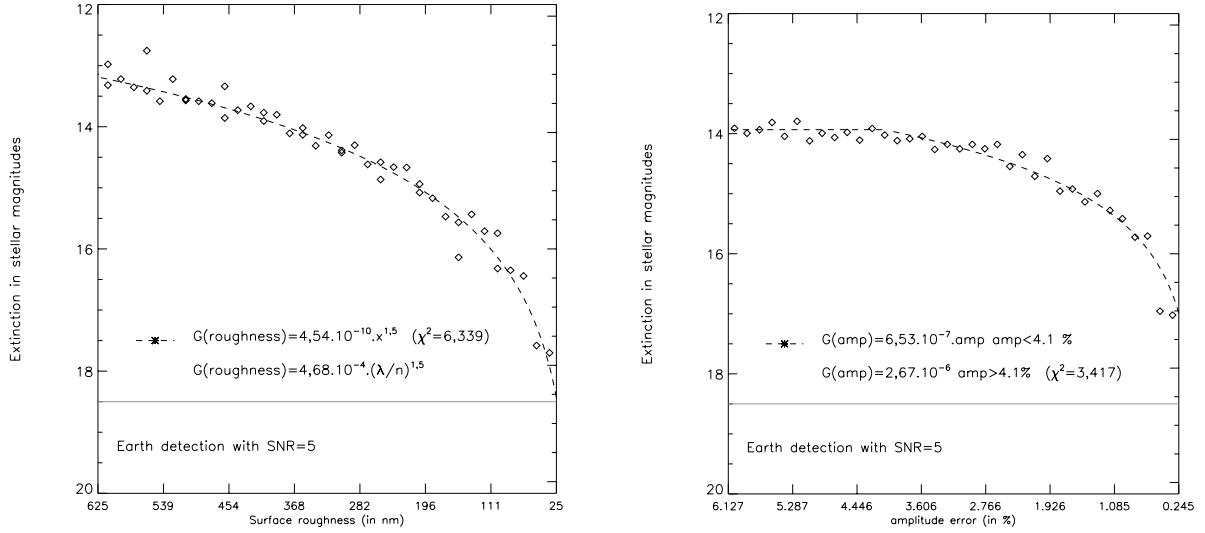 12
14
16
18
20
Extinction in stellar magnitudes
G(roughness)=4,54.10⁻¹⁰.x¹,⁵ (χ²=6,339)
G(roughness)=4,68.10⁻⁴.(λ/n)¹,⁵
Earth detection with SNR=5
625 539 454 368 282 196 111 25
Surface roughness (in nm)
12
14
16
18
20
Extinction in stellar magnitudes
G(amp)=6,53.10⁻⁷.amp amp<4.1 %
G(amp)=2,67.10⁻⁶ amp>4.1% (χ²=3,417)
Earth detection with SNR=5
6.127 5.287 4.446 3.606 2.766 1.926 1.085 0.245
amplitude error (in %)